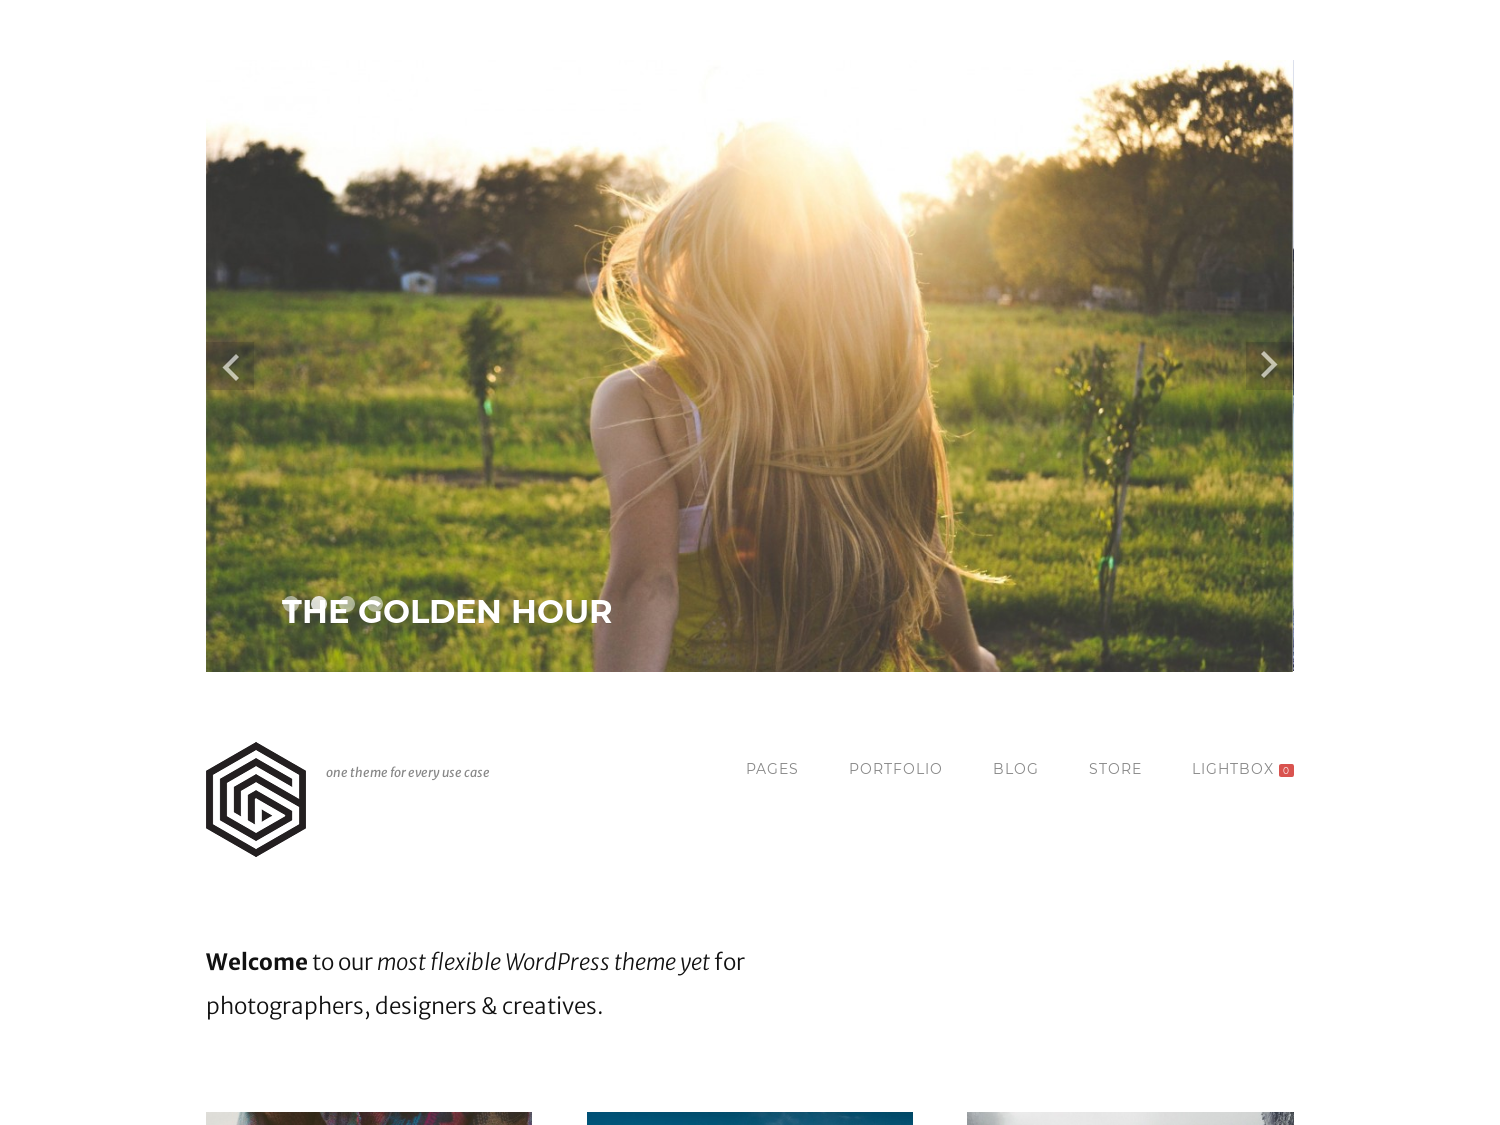 THE GOLDEN HOUR
one theme for every use case
PAGES PORTFOLIO BLOG STORE LIGHTBOX 0
Welcome to our most flexible WordPress theme yet for
photographers, designers & creatives.